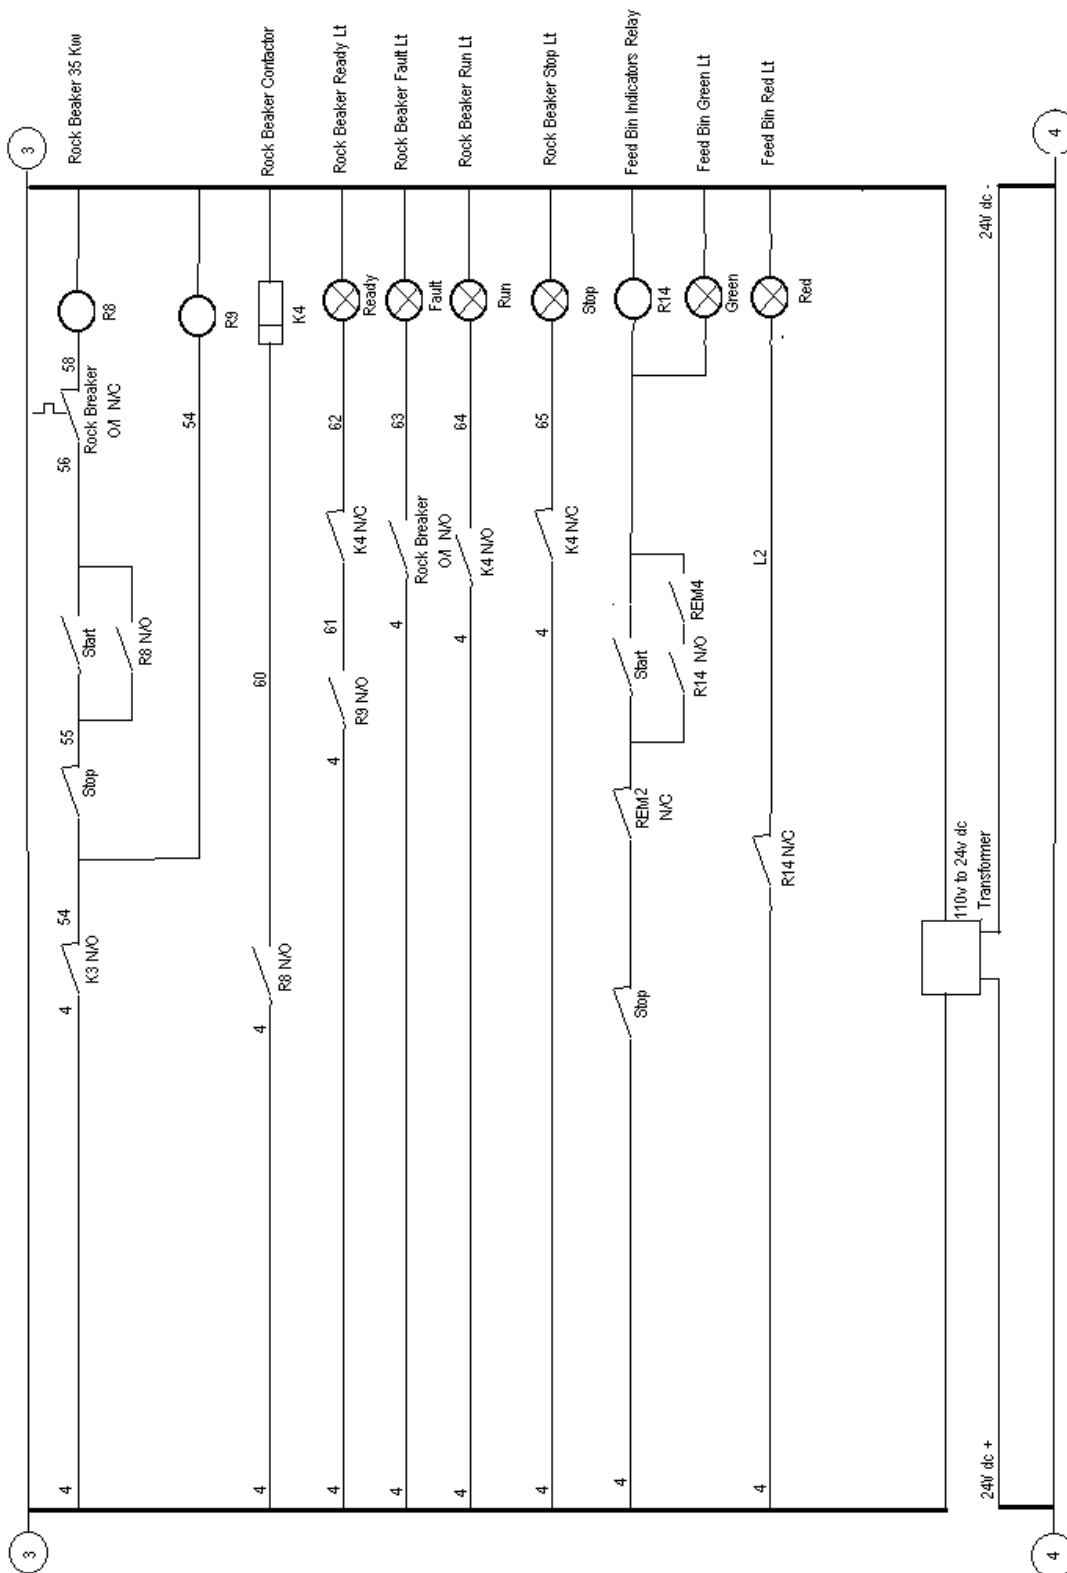 3
4 K3 N/O 54 Stop 55 Start 56 Rock Breaker O/l N/C 58 R8 Rock Beaker 35 Kw
4
R8 N/O
54 R9
4 4 R8 N/O 60 K4 Rock Beaker Contactor
4 4 R9 N/O 61 K4 N/C 62 Ready Rock Beaker Ready Lt
4 4 Rock Breaker O/l N/O 63 Fault Rock Beaker Fault Lt
4 4 K4 N/O 64 Run Rock Beaker Run Lt
4 4 K4 N/C 65 Stop Rock Beaker Stop Lt
4 Stop REM2 N/C Start R14 Feed Bin Indicators Relay
R14 N/O REM4
Green Feed Bin Green Lt
4 R14 N/C L2 Red Feed Bin Red Lt
110v to 24v dc
Transformer
24V dc + 24V dc -
4 4
3